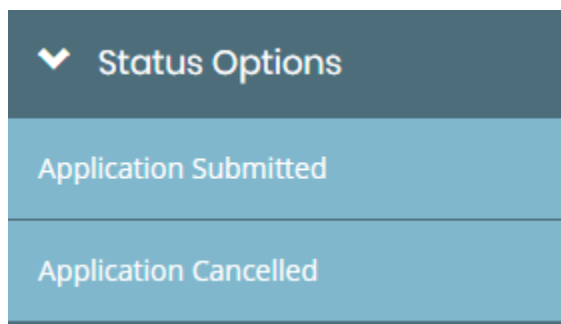 Status Options
Application Submitted
Application Cancelled